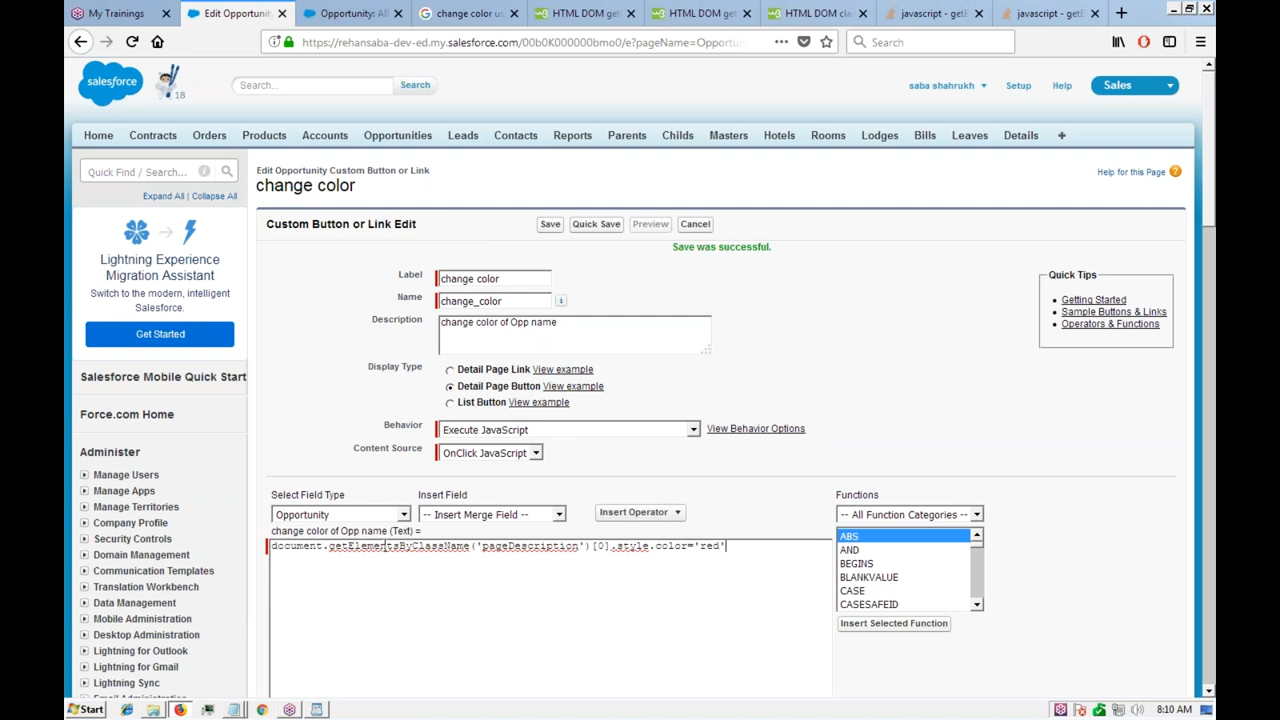 My Trainings
Edit Opportunity
Opportunity: All
change color us
HTML DOM get
HTML DOM get
HTML DOM clas
javascript - getE
javascript - getE
https://rehansaba-dev-ed.my.salesforce.com/00b0K00000bmo0/e?pageName=Opportu
Search
salesforce
18
Search...
Search
saba shahrukh
Setup
Help
Sales
Home Contracts Orders Products Accounts Opportunities Leads Contacts Reports Parents Childs Masters Hotels Rooms Lodges Bills Leaves Details +
Quick Find / Search...
Expand All | Collapse All
Lightning Experience
Migration Assistant
Switch to the modern, intelligent
Salesforce.
Get Started
Salesforce Mobile Quick Start
Force.com Home
Administer
Manage Users
Manage Apps
Manage Territories
Company Profile
Security Controls
Domain Management
Communication Templates
Translation Workbench
Data Management
Mobile Administration
Desktop Administration
Lightning for Outlook
Lightning for Gmail
Lightning Sync
Email Administration
Edit Opportunity Custom Button or Link
change color
Help for this Page
Custom Button or Link Edit
Save
Quick Save
Preview
Cancel
Save was successful.
Label
change color
Name
change_color
Description
change color of Opp name
Display Type
Detail Page Link View example
Detail Page Button View example
List Button View example
Behavior
Execute JavaScript
View Behavior Options
Content Source
OnClick JavaScript
Quick Tips
Getting Started
Sample Buttons & Links
Operators & Functions
Select Field Type
Opportunity
Insert Field
-- Insert Merge Field --
Insert Operator
change color of Opp name (Text) =
document.getElementsByClassName('pageDescription')[0].style.color='red'
Functions
-- All Function Categories --
ABS
AND
BEGINS
BLANKVALUE
CASE
CASESAFEID
Insert Selected Function
Start
8:10 AM